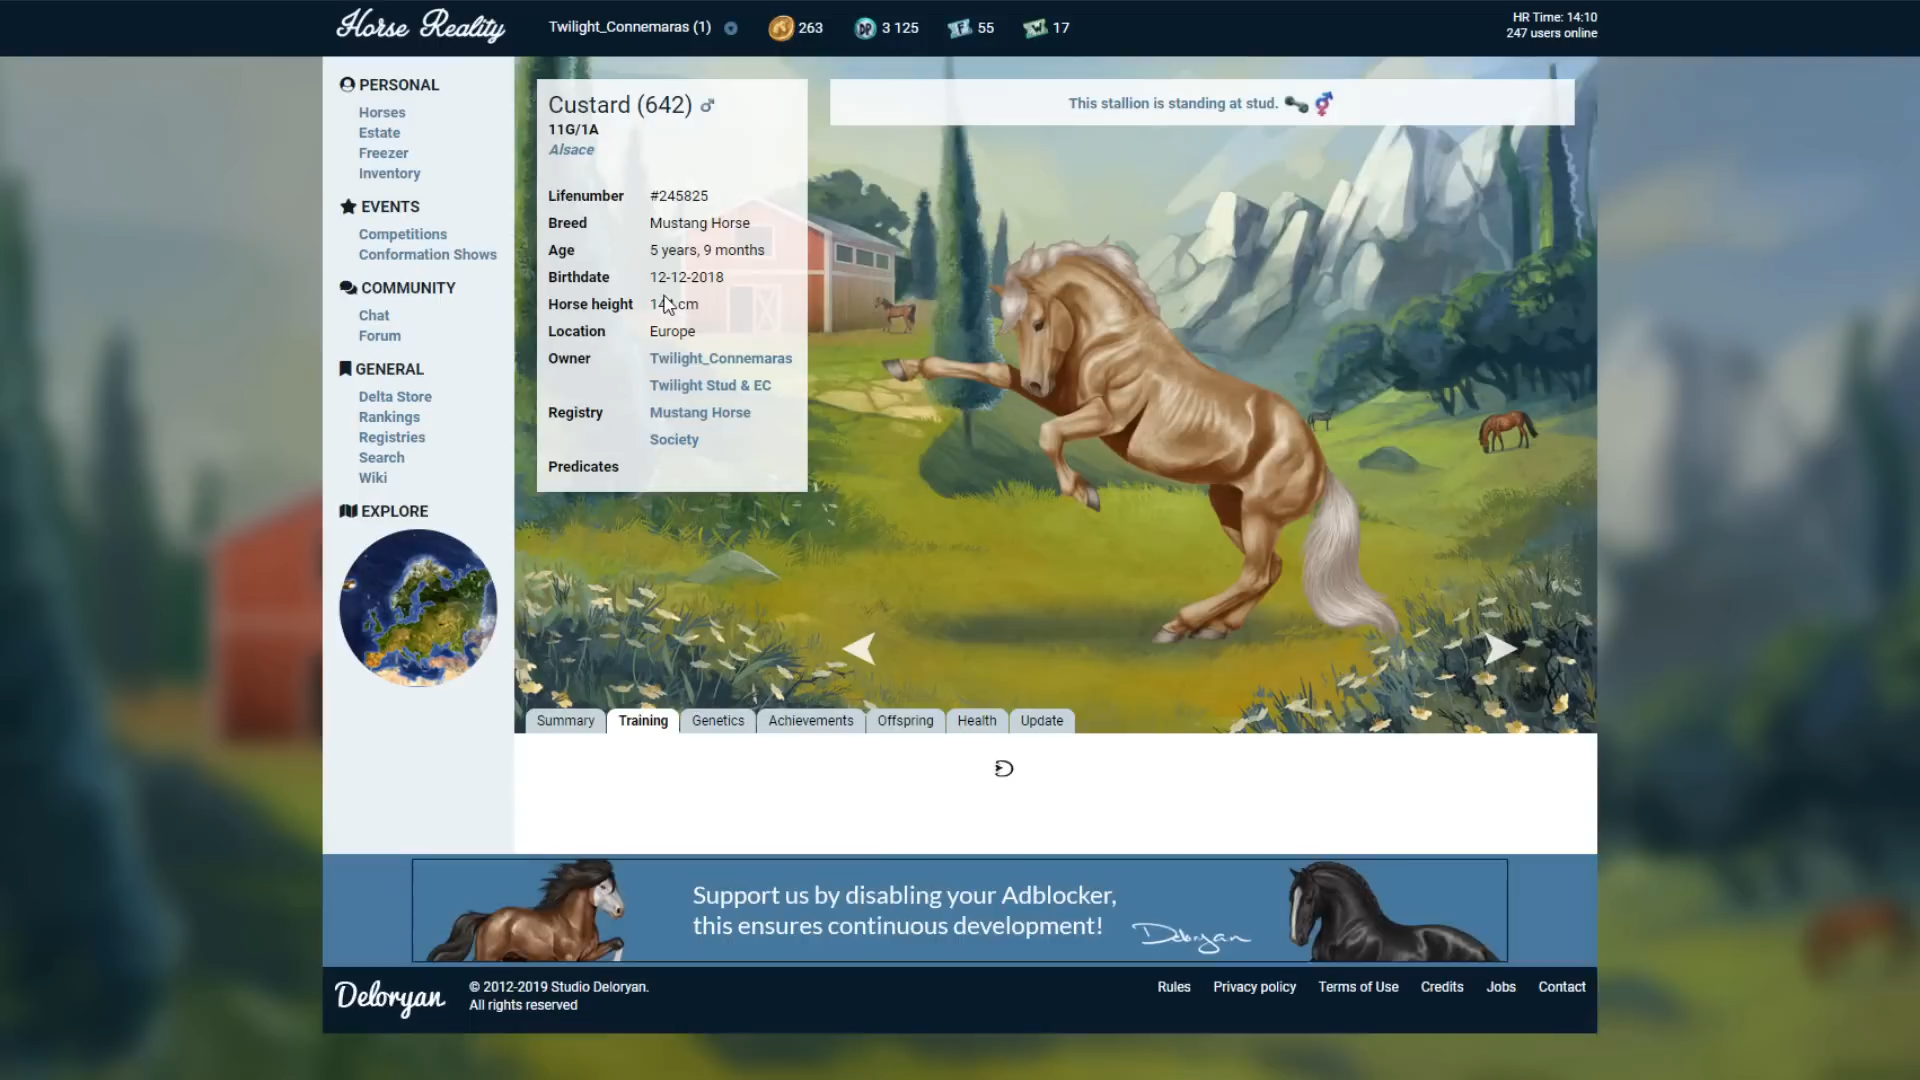 Horse Reality
Twilight_Connemaras (1)
263
DP
3 125
F
55
17
HR Time: 14:10
247 users online
PERSONAL
Horses
Estate
Freezer
Inventory
EVENTS
Competitions
Conformation Shows
COMMUNITY
Chat
Forum
GENERAL
Delta Store
Rankings
Registries
Search
Wiki
EXPLORE
Custard (642) ♂
11G/1A
Alsace
Lifenumber #245825
Breed Mustang Horse
Age 5 years, 9 months
Birthdate 12-12-2018
Horse height cm
Location Europe
Owner Twilight_Connemaras
Twilight Stud & EC
Registry Mustang Horse
Society
Predicates
This stallion is standing at stud.
Summary
Training
Genetics
Achievements
Offspring
Health
Update
Support us by disabling your Adblocker,
this ensures continuous development!
Deloryan
Deloryan
© 2012-2019 Studio Deloryan.
All rights reserved
Rules
Privacy policy
Terms of Use
Credits
Jobs
Contact